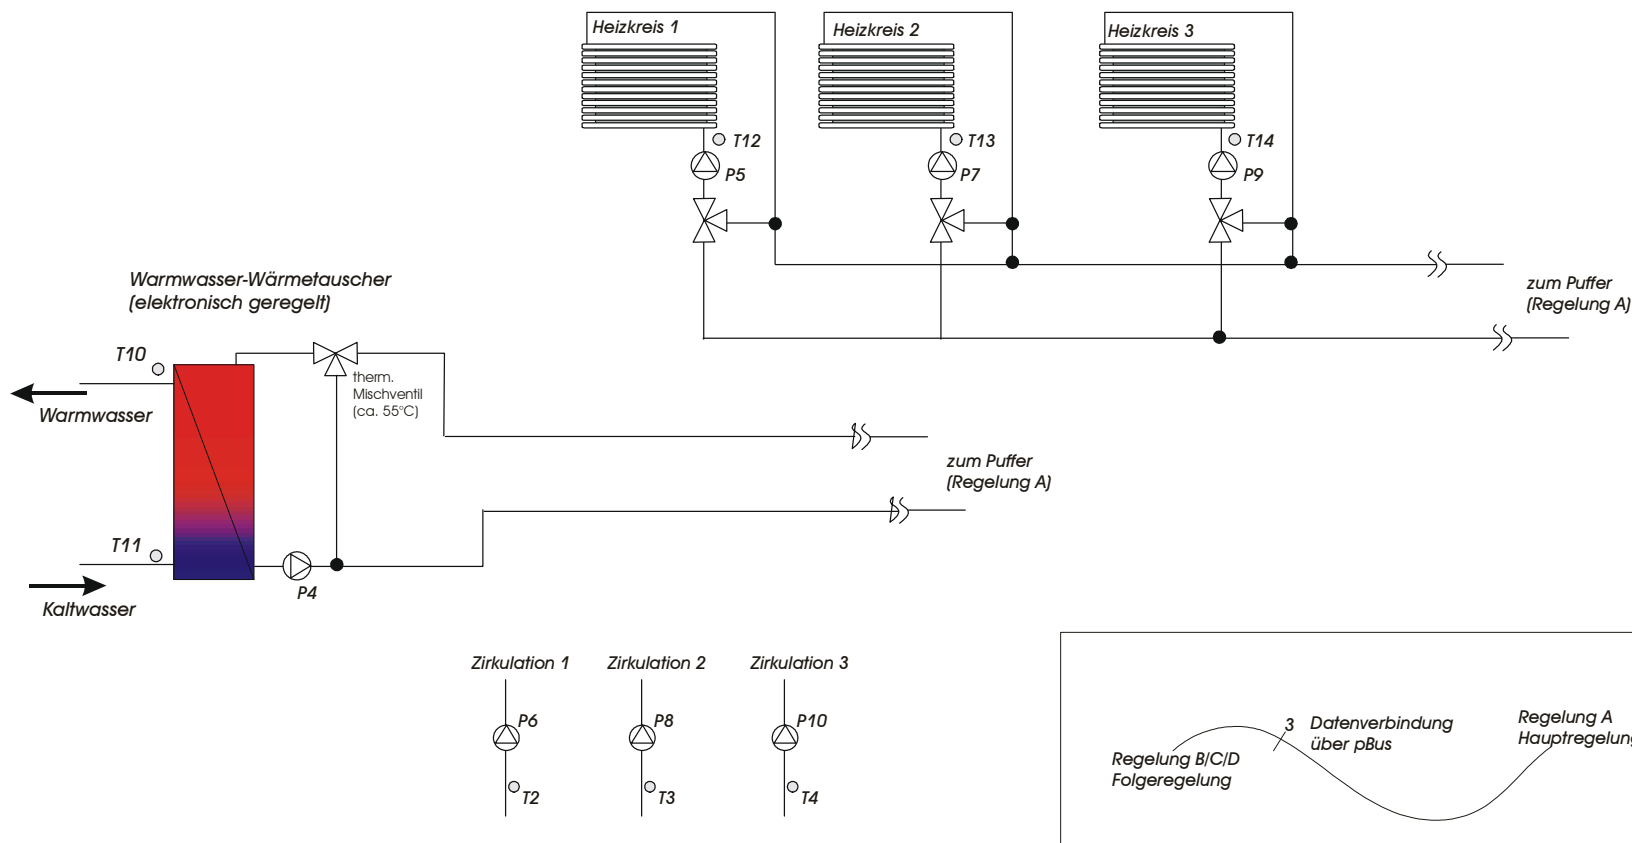 Heizkreis 1
Heizkreis 2
Heizkreis 3
T12
T13
T14
P5
P7
P9
zum Puffer
(Regelung A)
Warmwasser-Wärmetauscher
(elektronisch geregelt)
T10
Warmwasser
therm.
Mischventil
(ca. 55°C)
zum Puffer
(Regelung A)
T11
Kaltwasser
P4
Zirkulation 1
Zirkulation 2
Zirkulation 3
P6
P8
P10
T2
T3
T4
Regelung B/C/D
Folgeregelung
3
Datenverbindung
über pBus
Regelung A
Hauptregelung